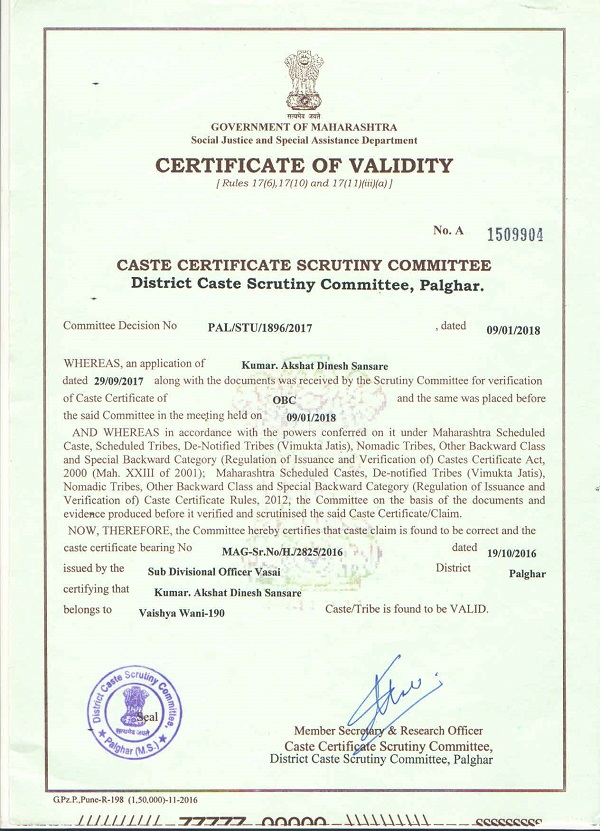 सत्यमेव जयते
GOVERNMENT OF MAHARASHTRA
Social Justice and Special Assistance Department
CERTIFICATE OF VALIDITY
[ Rules 17(6),17(10) and 17(11)(iii)(a) ]
No. A 1509904
CASTE CERTIFICATE SCRUTINY COMMITTEE
District Caste Scrutiny Committee, Palghar.
Committee Decision No PAL/STU/1896/2017 , dated 09/01/2018
WHEREAS, an application of Kumar. Akshat Dinesh Sansare
dated 29/09/2017 along with the documents was received by the Scrutiny Committee for verification
of Caste Certificate of OBC and the same was placed before
the said Committee in the meeting held on 09/01/2018
AND WHEREAS in accordance with the powers conferred on it under Maharashtra Scheduled
Caste, Scheduled Tribes, De-Notified Tribes (Vimukta Jatis), Nomadic Tribes, Other Backward Class
and Special Backward Category (Regulation of Issuance and Verification of) Castes Certificate Act,
2000 (Mah. XXIII of 2001); Maharashtra Scheduled Castes, De-notified Tribes (Vimukta Jatis),
Nomadic Tribes, Other Backward Class and Special Backward Category (Regulation of Issuance and
Verification of) Caste Certificate Rules, 2012, the Committee on the basis of the documents and
evidence produced before it verified and scrutinised the said Caste Certificate/Claim.
NOW, THEREFORE, the Committee hereby certifies that caste claim is found to be correct and the
caste certificate bearing No MAG-Sr.No/H./2825/2016 dated 19/10/2016
issued by the Sub Divisional Officer Vasai District Palghar
certifying that Kumar. Akshat Dinesh Sansare
belongs to Vaishya Wani-190 Caste/Tribe is found to be VALID.
District Caste Scrutiny Committee,
सत्यमेव जयते
Seal
Palghar (M.S.)
Member Secretary & Research Officer
Caste Certificate Scrutiny Committee,
District Caste Scrutiny Committee, Palghar
G.Pz.P.,Pune-R-198 (1,50,000)-11-2016